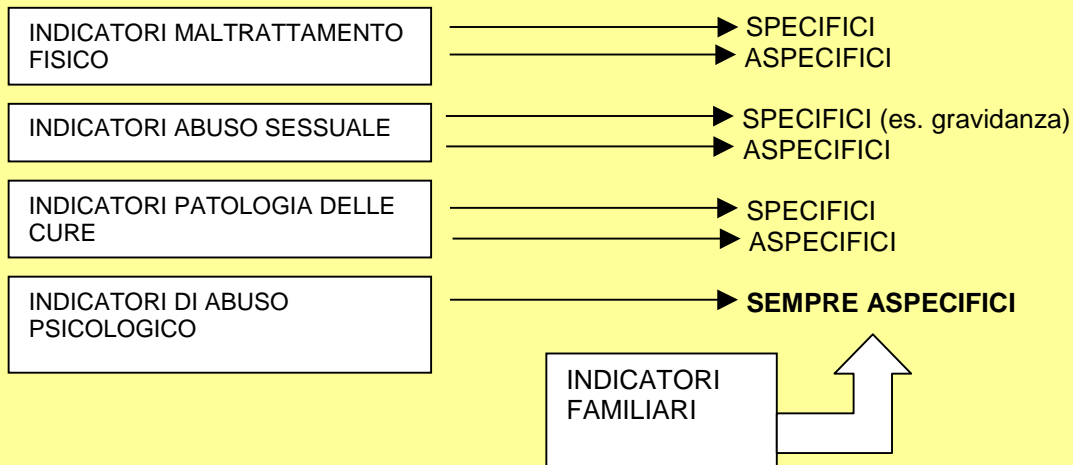 INDICATORI MALTRATTAMENTO
FISICO
SPECIFICI
ASPECIFICI
INDICATORI ABUSO SESSUALE
SPECIFICI (es. gravidanza)
ASPECIFICI
INDICATORI PATOLOGIA DELLE
CURE
SPECIFICI
ASPECIFICI
INDICATORI DI ABUSO
PSICOLOGICO
SEMPRE ASPECIFICI
INDICATORI
FAMILIARI